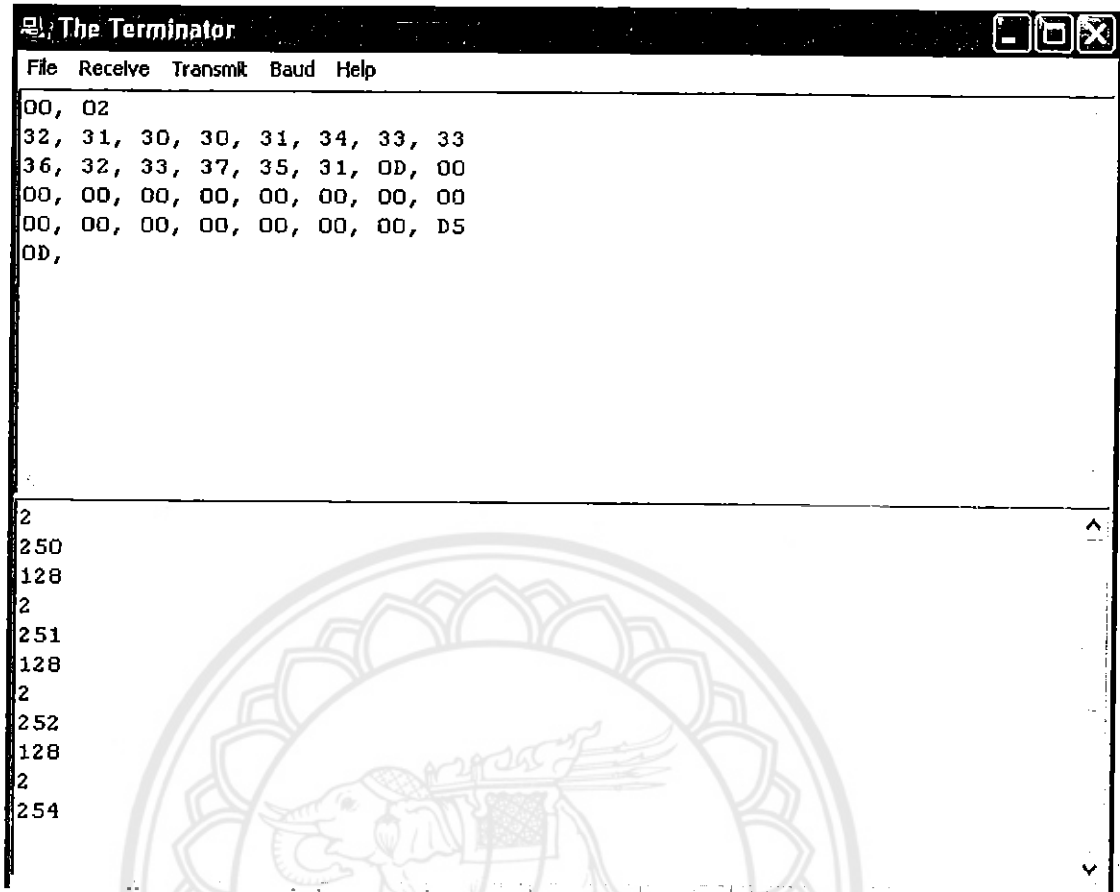 The Terminator
File Receive Transmit Baud Help
00, 02
32, 31, 30, 30, 31, 34, 33, 33
36, 32, 33, 37, 35, 31, 0D, 00
00, 00, 00, 00, 00, 00, 00, 00
00, 00, 00, 00, 00, 00, 00, D5
0D,
2
250
128
2
251
128
2
252
128
2
254